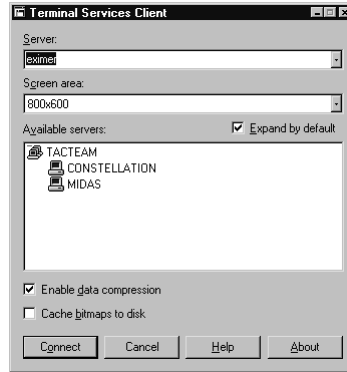 Terminal Services Client
Server:
eximer
Screen area:
800x600
Available servers:
Expand by default
TACTEAM
CONSTELLATION
MIDAS
Enable data compression
Cache bitmaps to disk
Connect Cancel Help About